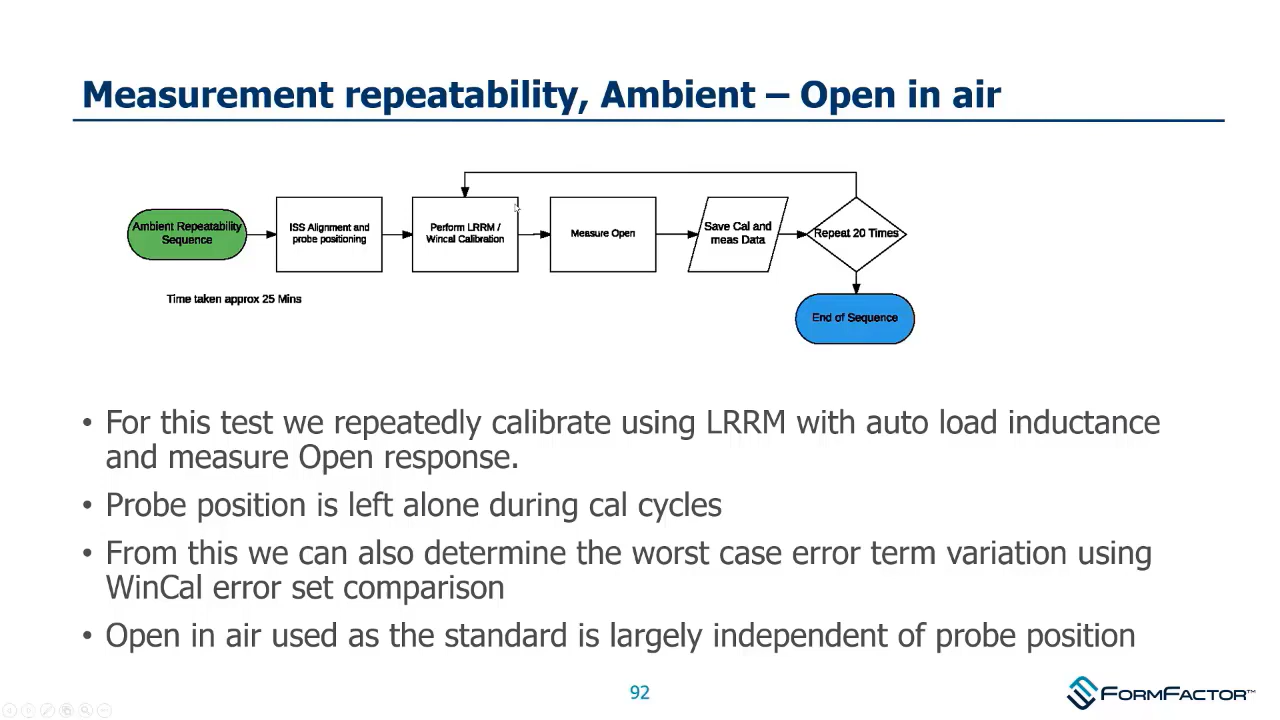 Measurement repeatability, Ambient – Open in air
Ambient Repeatability
Sequence
ISS Alignment and
probe positioning
Perform LRRM /
Wincal Calibration
Measure Open
Save Cal and
meas Data
Repeat 20 Times
Time taken approx 25 Mins
End of Sequence
• For this test we repeatedly calibrate using LRRM with auto load inductance
and measure Open response.
• Probe position is left alone during cal cycles
• From this we can also determine the worst case error term variation using
WinCal error set comparison
• Open in air used as the standard is largely independent of probe position
92
FORMFACTOR™